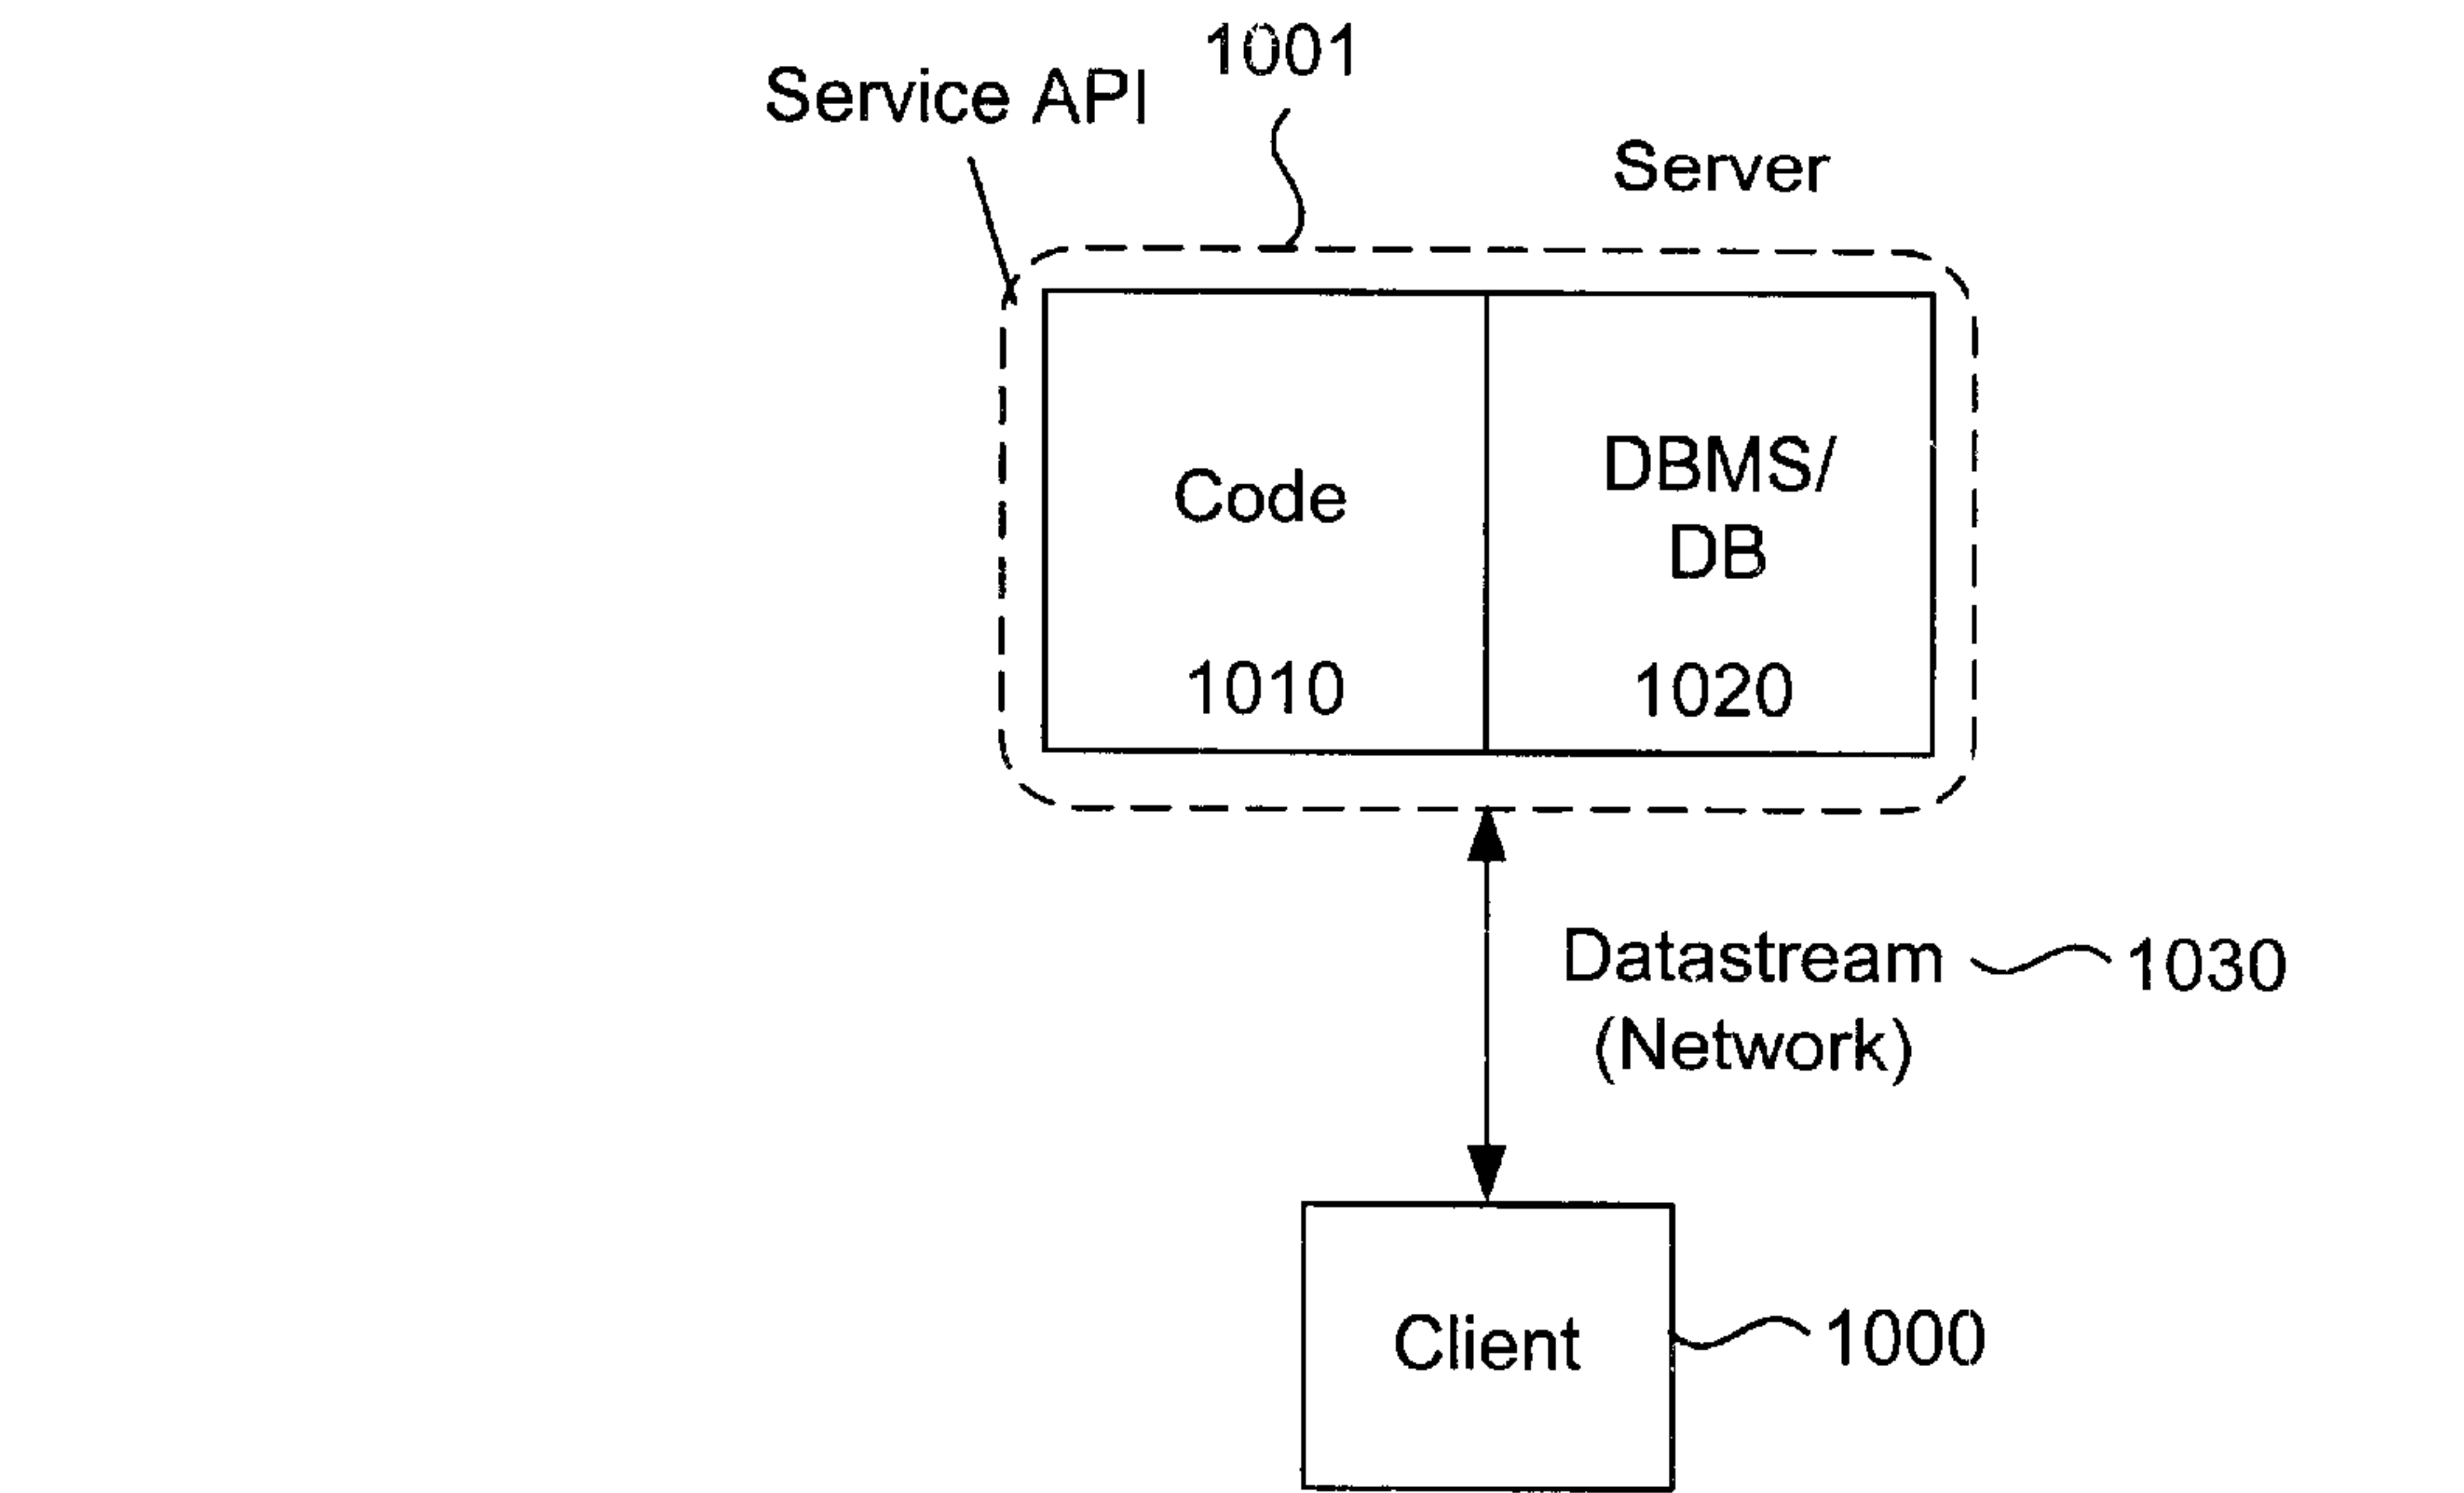 1001
Service API
Server
Code
DBMS/
DB
1010
1020
Datastream
1030
(Network)
Client
1000